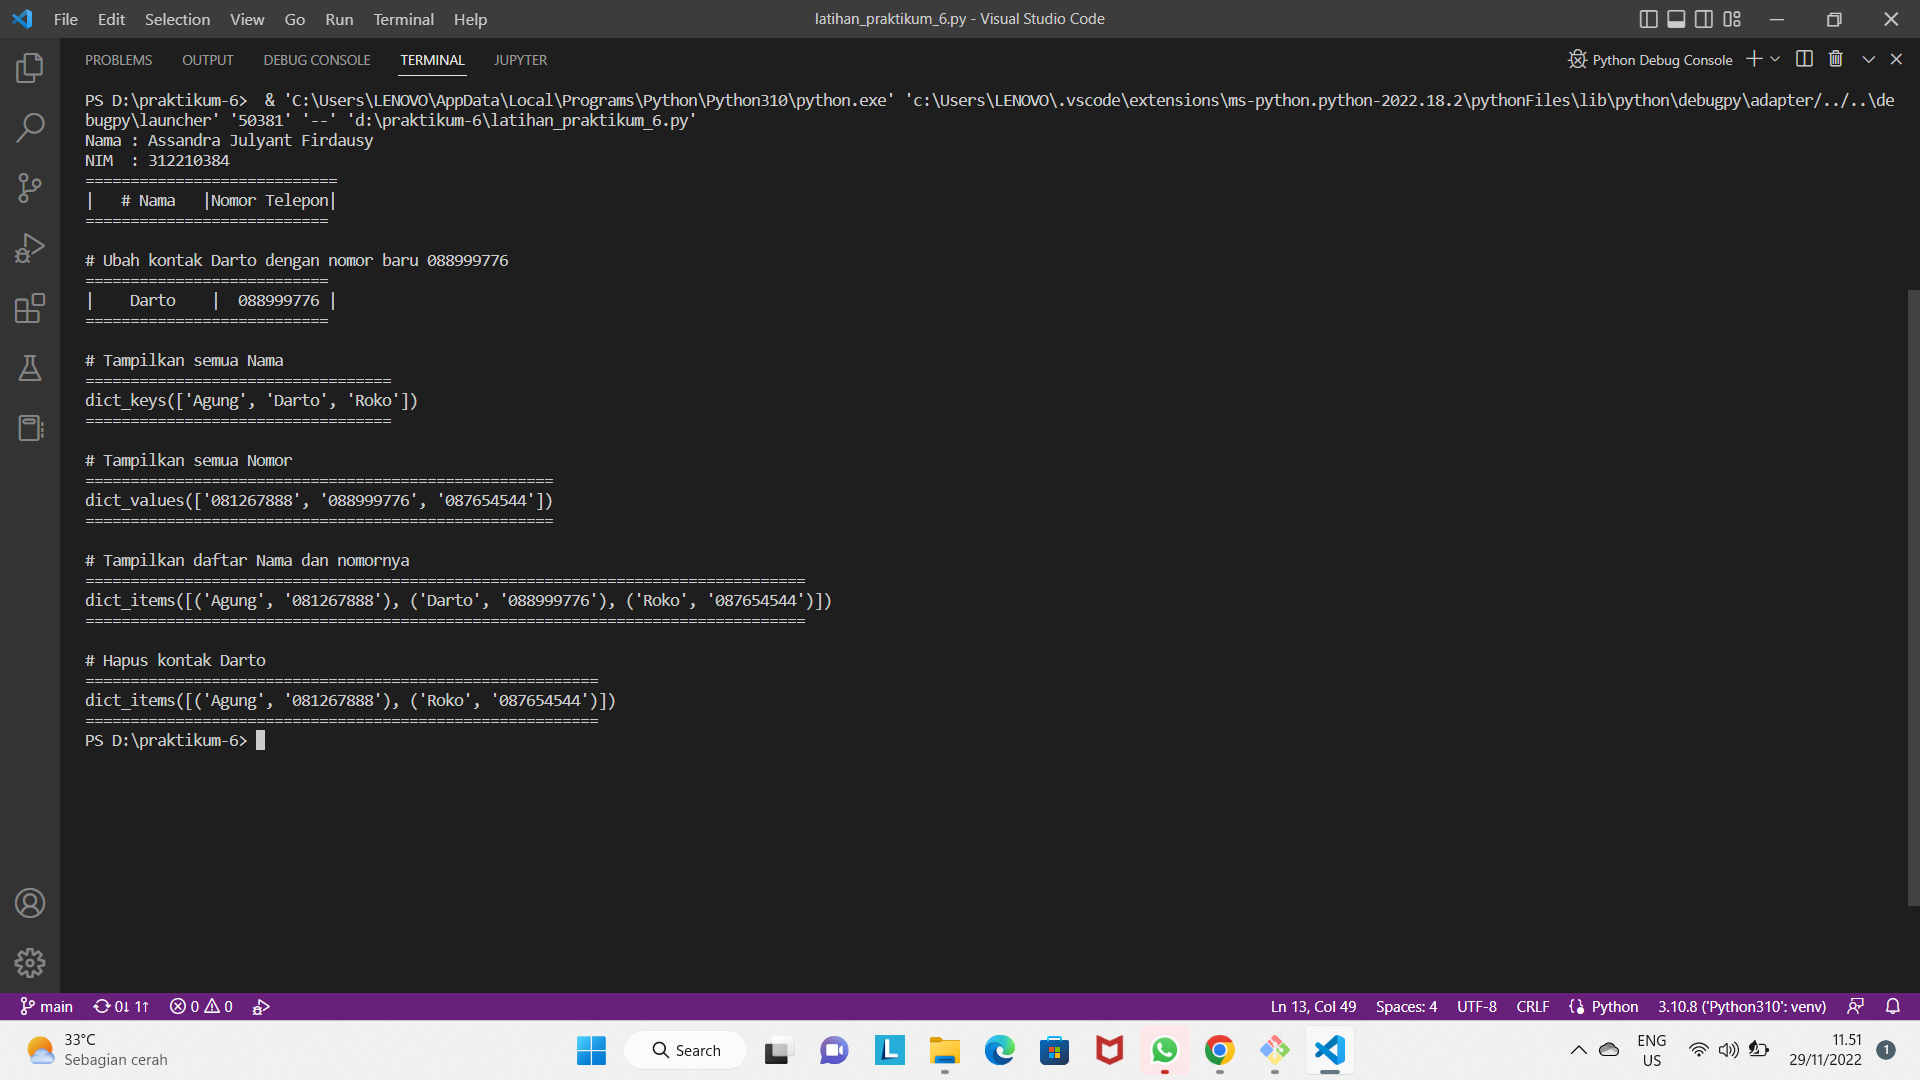 File Edit Selection View Go Run Terminal Help
latihan_praktikum_6.py - Visual Studio Code
PROBLEMS OUTPUT DEBUG CONSOLE TERMINAL JUPYTER
Python Debug Console
PS D:\praktikum-6>  & 'C:\Users\LENOVO\AppData\Local\Programs\Python\Python310\python.exe' 'c:\Users\LENOVO\.vscode\extensions\ms-python.python-2022.18.2\pythonFiles\lib\python\debugpy\adapter/../..\de
bugpy\launcher' '50381' '--' 'd:\praktikum-6\latihan_praktikum_6.py'
Nama : Assandra Julyant Firdausy
NIM  : 312210384
============================
|   # Nama   |Nomor Telepon|
===========================
# Ubah kontak Darto dengan nomor baru 088999776
===========================
|    Darto    |  088999776 |
===========================
# Tampilkan semua Nama
==================================
dict_keys(['Agung', 'Darto', 'Roko'])
==================================
# Tampilkan semua Nomor
====================================================
dict_values(['081267888', '088999776', '087654544'])
====================================================
# Tampilkan daftar Nama dan nomornya
================================================================================
dict_items([('Agung', '081267888'), ('Darto', '088999776'), ('Roko', '087654544')])
================================================================================
# Hapus kontak Darto
=========================================================
dict_items([('Agung', '081267888'), ('Roko', '087654544')])
=========================================================
PS D:\praktikum-6>
main 0↓ 1↑ 0 0
Ln 13, Col 49 Spaces: 4 UTF-8 CRLF Python 3.10.8 ('Python310': venv)
33°C
Sebagian cerah
Search
ENG
US
11.51
29/11/2022
1